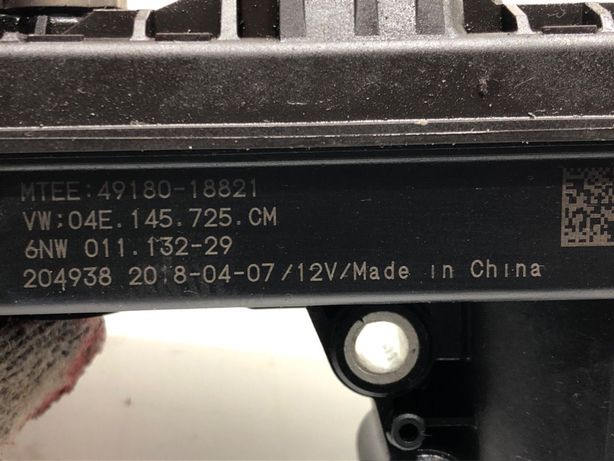 MTEE:49180-18821
VW:04E.145.725.CM
6NW 011.132-29
204938 2018-04-07/12V/Made in China